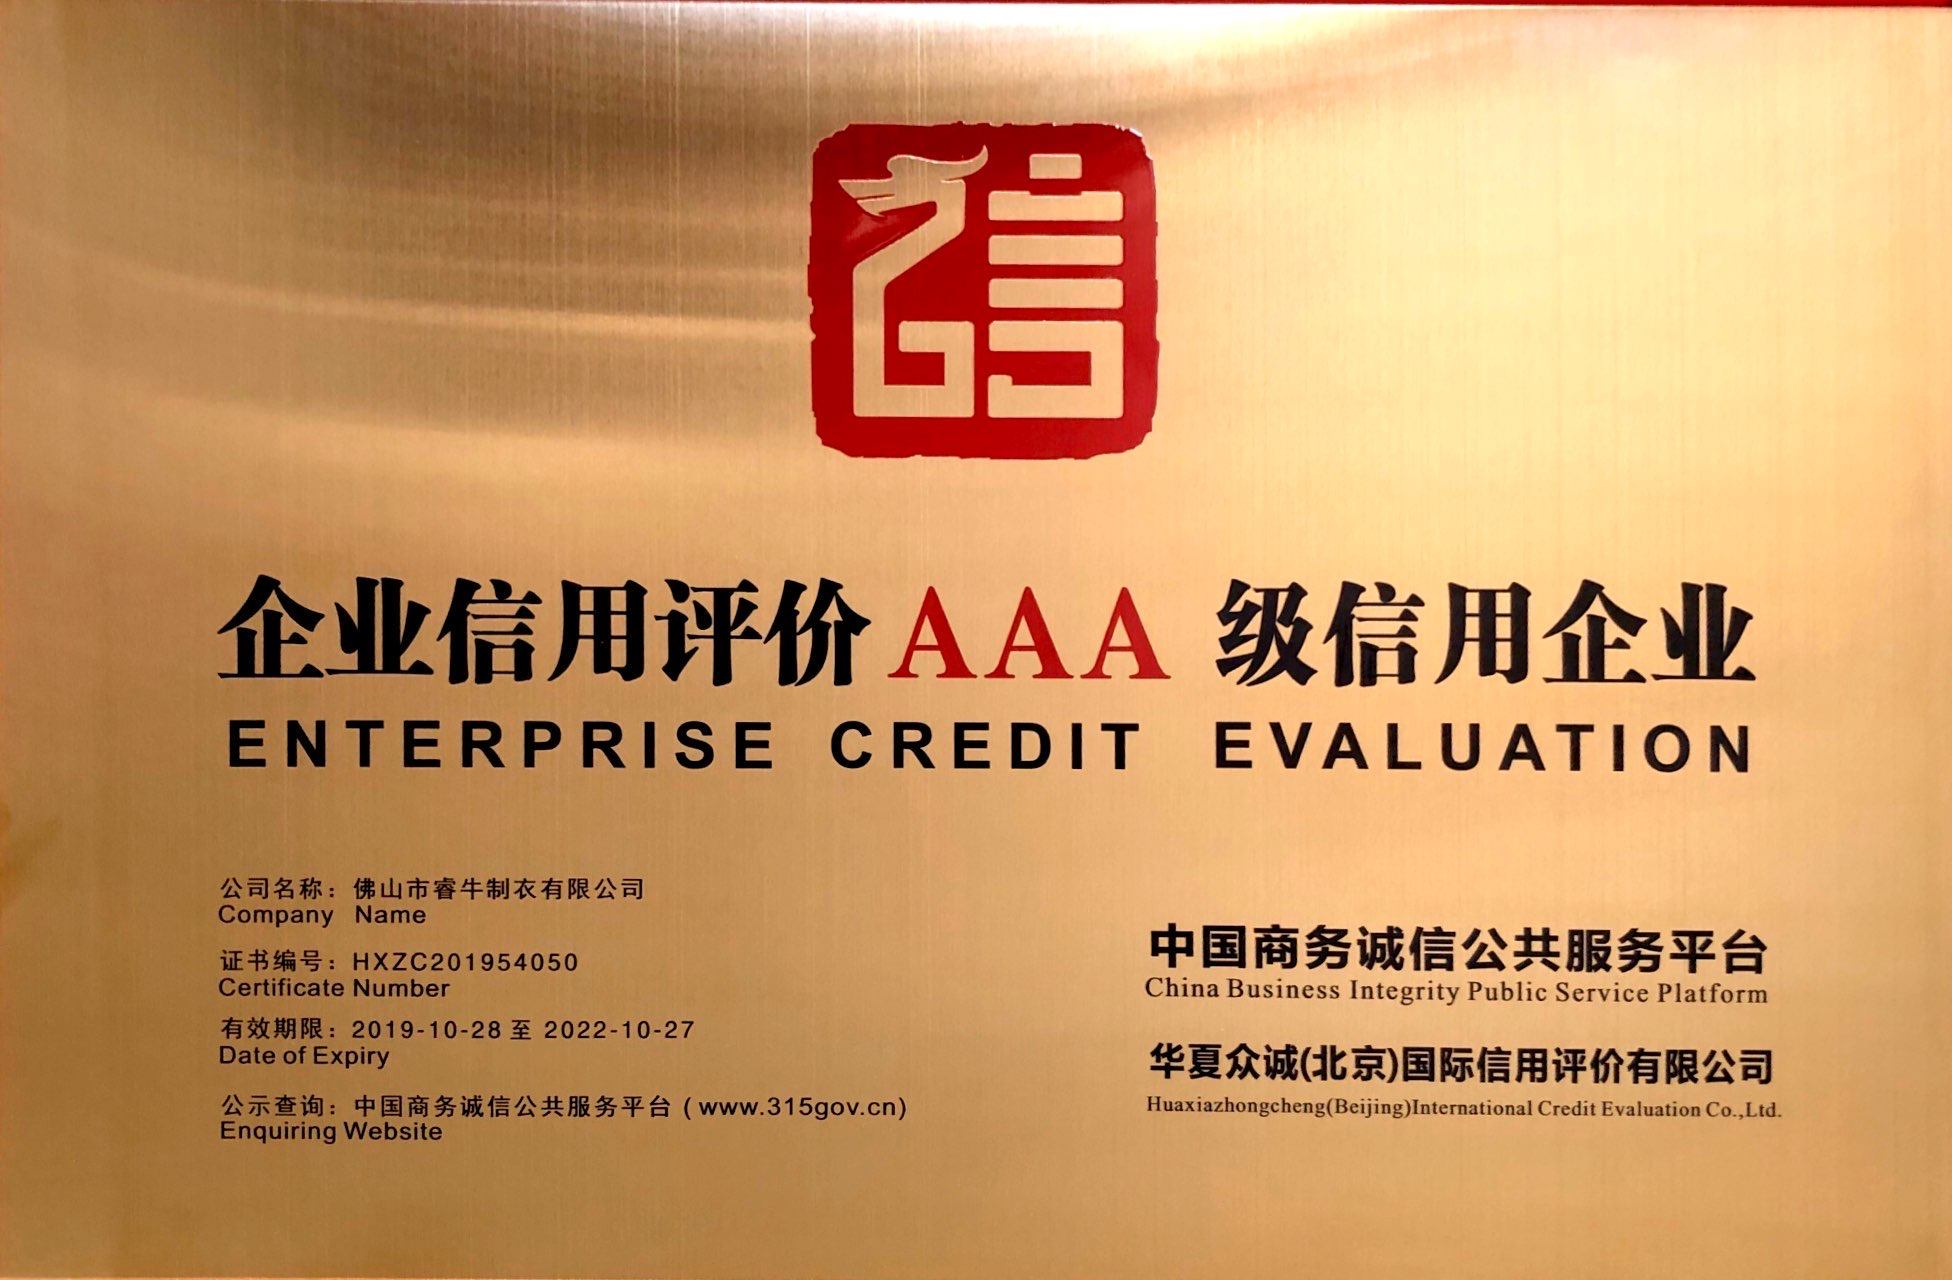 信
企业信用评价AAA 级信用企业
ENTERPRISE CREDIT EVALUATION
公司名称：佛山市睿牛制衣有限公司
Company Name
证书编号：HXZC201954050
Certificate Number
有效期限：2019-10-28 至 2022-10-27
Date of Expiry
公示查询：中国商务诚信公共服务平台 (www.315gov.cn)
Enquiring Website
中国商务诚信公共服务平台
China Business Integrity Public Service Platform
华夏众诚(北京)国际信用评价有限公司
Huaxiazhongcheng(Beijing)International Credit Evaluation Co.,Ltd.